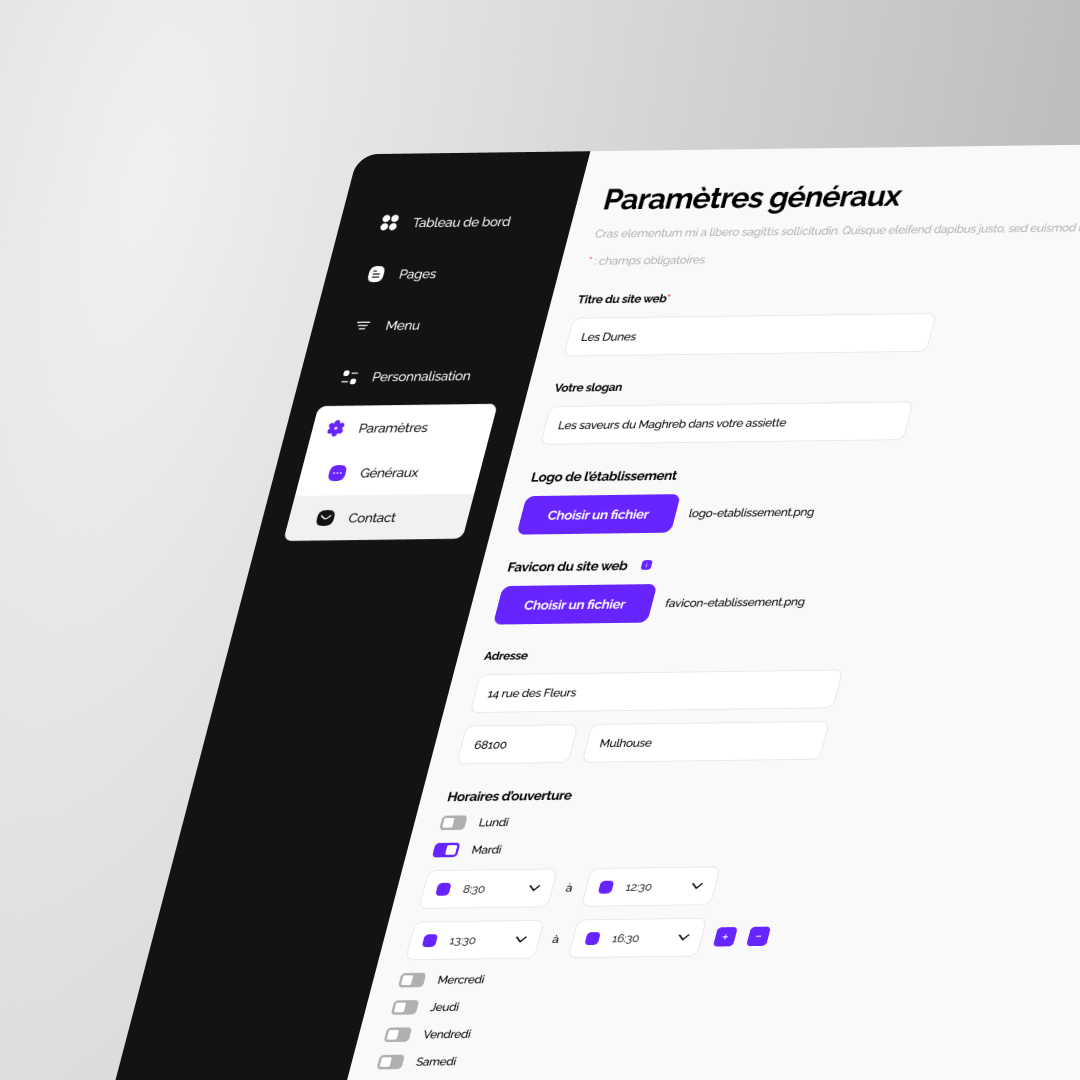 Tableau de bord
Pages
Menu
Personnalisation
Paramètres
Généraux
Contact
Paramètres généraux
Cras elementum mi a libero sagittis sollicitudin. Quisque eleifend dapibus justo, sed euismod
* : champs obligatoires
Titre du site web*
Les Dunes
Votre slogan
Les saveurs du Maghreb dans votre assiette
Logo de l'établissement
Choisir un fichier logo-etablissement.png
Favicon du site web i
Choisir un fichier favicon-etablissement.png
Adresse
14 rue des Fleurs
68100 Mulhouse
Horaires d'ouverture
Lundi
Mardi
8:30 à 12:30
13:30 à 16:30 + −
Mercredi
Jeudi
Vendredi
Samedi